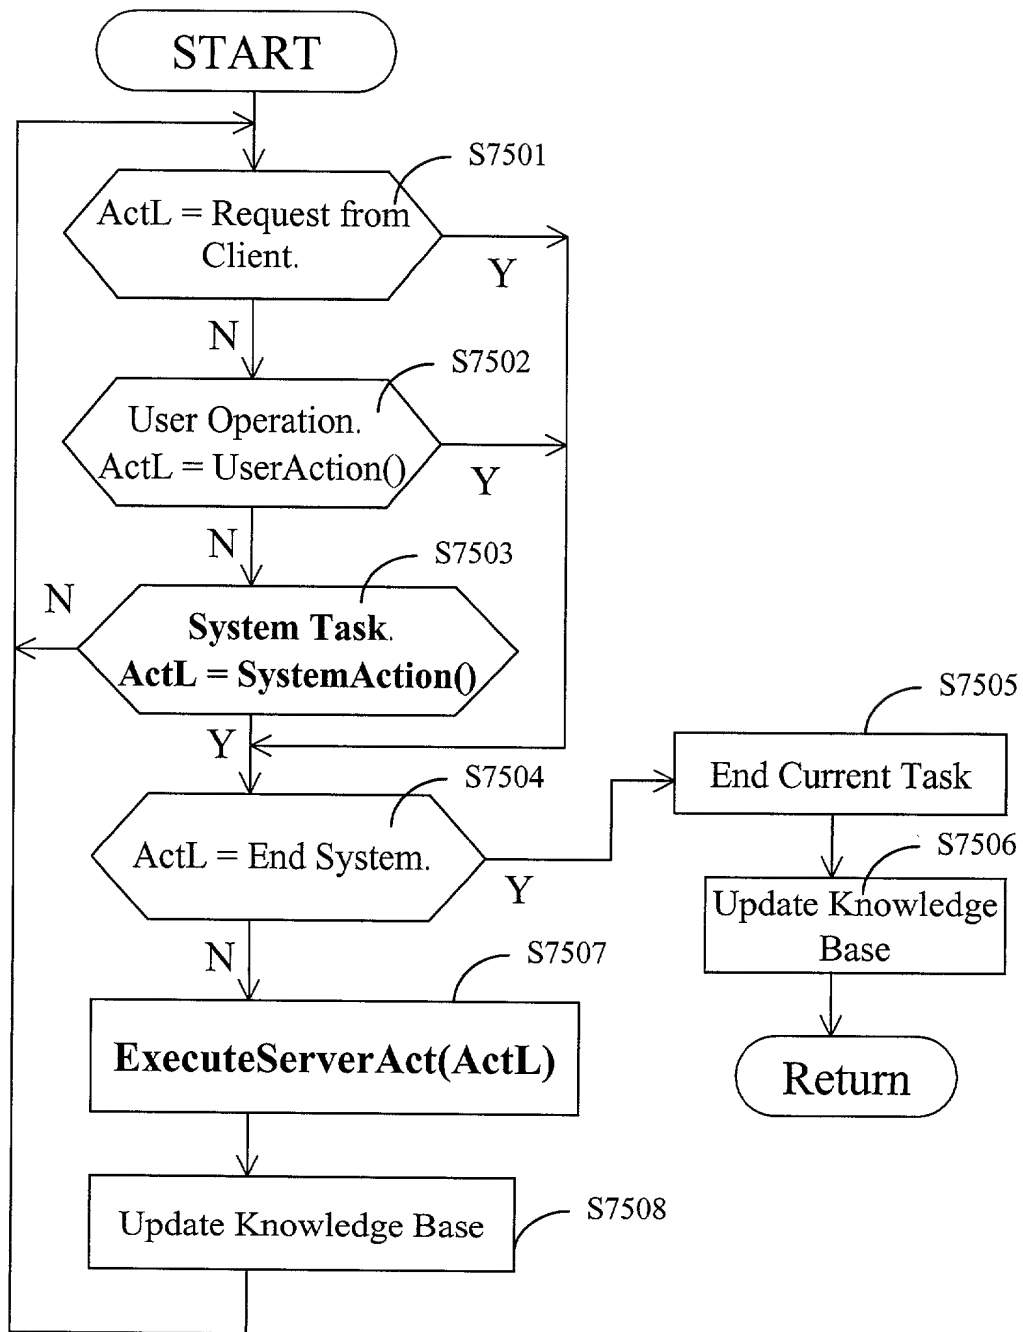 START
S7501
ActL = Request from
Client.
Y
N
S7502
User Operation.
ActL = UserAction()
Y
N
S7503
N
System Task.
ActL = SystemAction()
Y
S7504
ActL = End System.
Y
S7505
End Current Task
S7506
Update Knowledge
Base
Return
N
S7507
ExecuteServerAct(ActL)
S7508
Update Knowledge Base